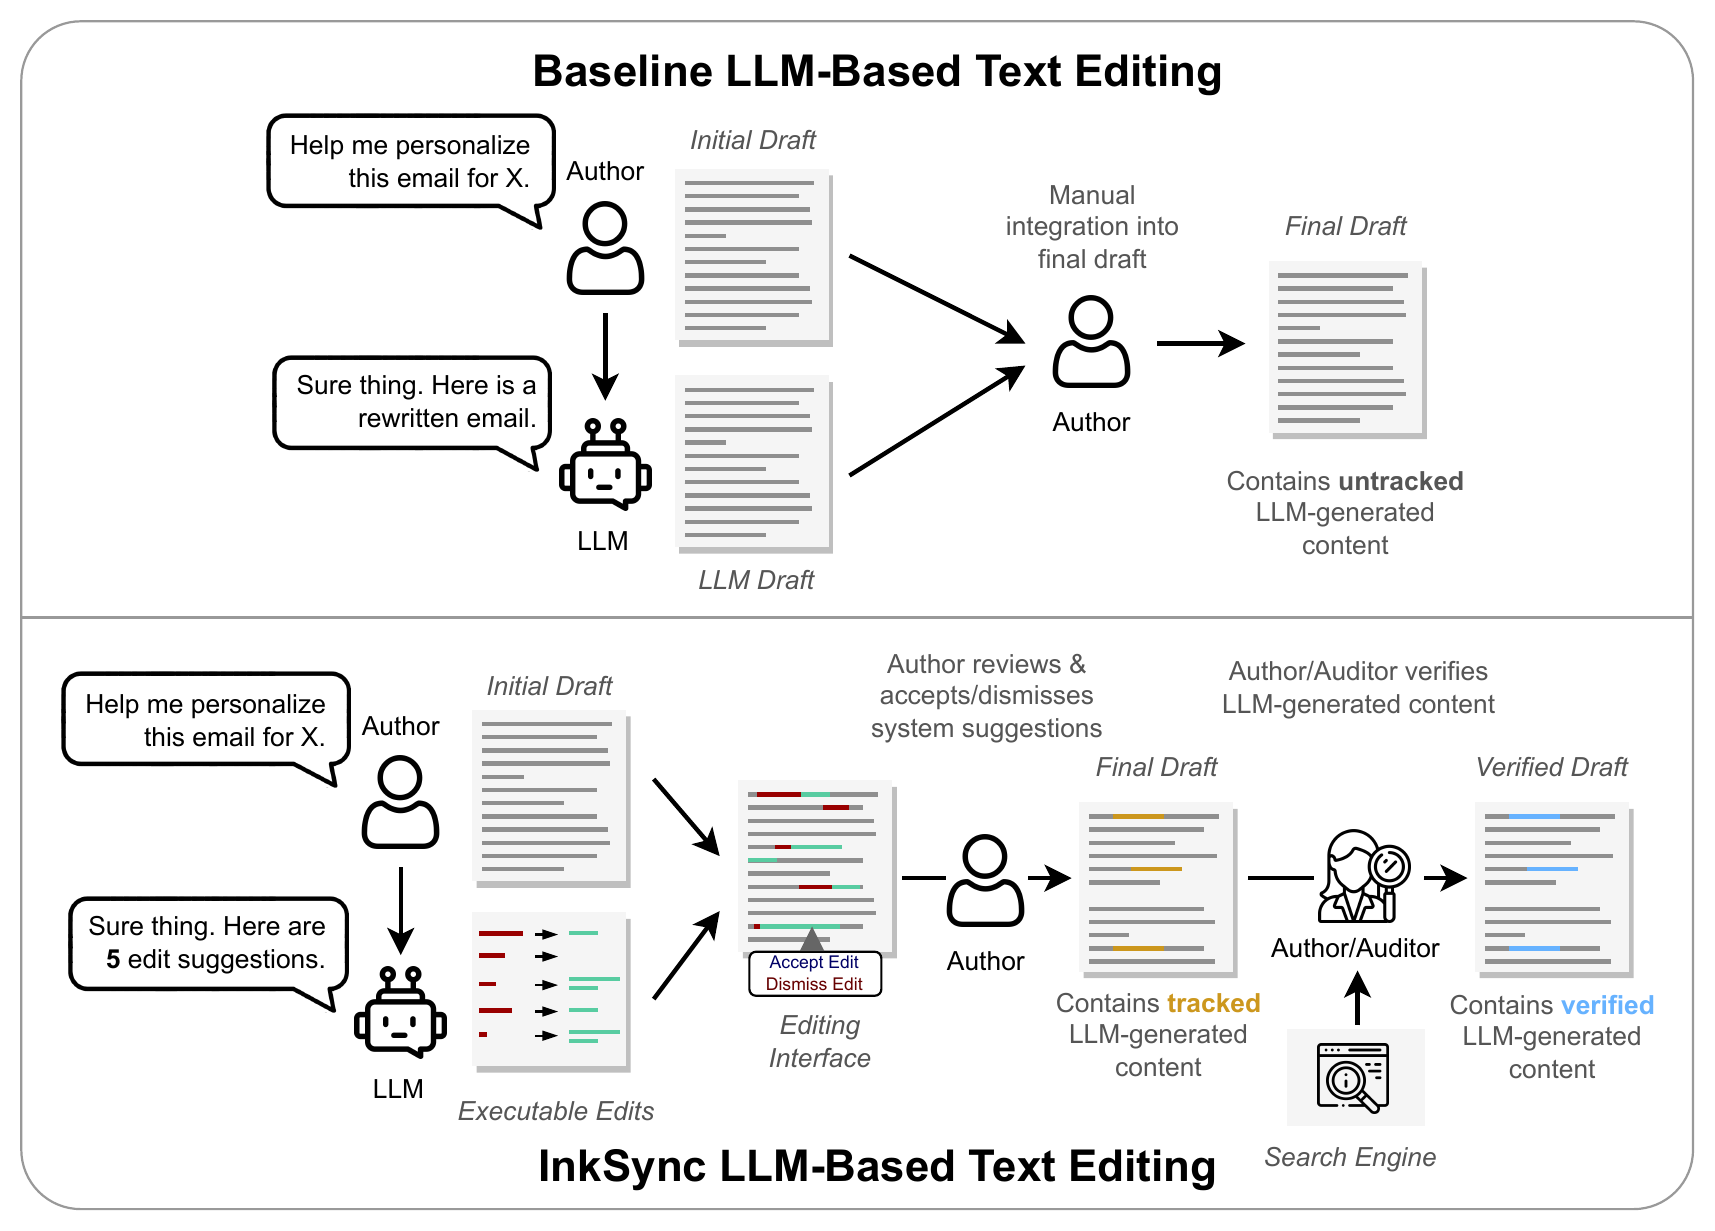 Baseline LLM-Based Text Editing
Help me personalize
this email for X.
Author
Initial Draft
Sure thing. Here is a
rewritten email.
LLM
LLM Draft
Manual
integration into
final draft
Author
Final Draft
Contains untracked
LLM-generated
content
Help me personalize
this email for X.
Author
Initial Draft
Sure thing. Here are
5 edit suggestions.
LLM
Executable Edits
Accept Edit
Dismiss Edit
Editing
Interface
Author reviews &
accepts/dismisses
system suggestions
Author
Final Draft
Contains tracked
LLM-generated
content
Author/Auditor verifies
LLM-generated content
Author/Auditor
Search Engine
Verified Draft
Contains verified
LLM-generated
content
InkSync LLM-Based Text Editing